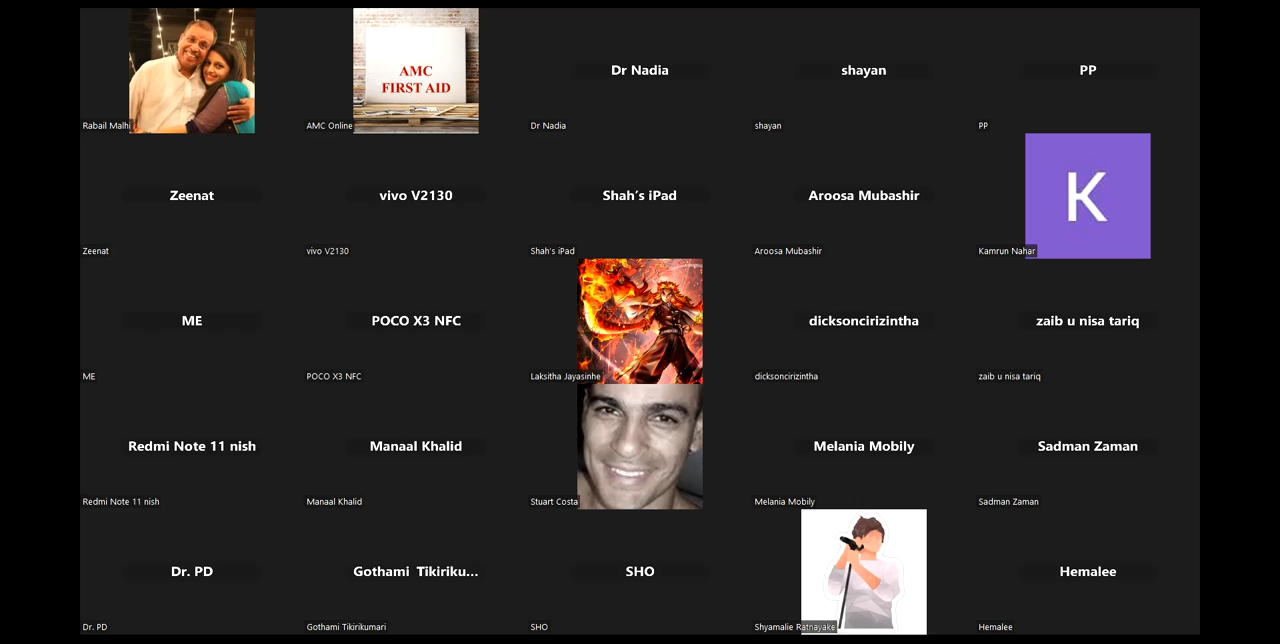 Rabail Malhi
AMC
FIRST AID
AMC Online
Dr Nadia
Dr Nadia
shayan
shayan
PP
PP
Zeenat
Zeenat
vivo V2130
vivo V2130
Shah's iPad
Shah's iPad
Aroosa Mubashir
Aroosa Mubashir
K
Kamrun Nahar
ME
ME
POCO X3 NFC
POCO X3 NFC
Laksitha Jayasinhe
dicksoncirizintha
dicksoncirizintha
zaib u nisa tariq
zaib u nisa tariq
Redmi Note 11 nish
Redmi Note 11 nish
Manaal Khalid
Manaal Khalid
Stuart Costa
Melania Mobily
Melania Mobily
Sadman Zaman
Sadman Zaman
Dr. PD
Dr. PD
Gothami Tikiriku...
Gothami Tikirikumari
SHO
SHO
Shyamalie Ratnayake
Hemalee
Hemalee